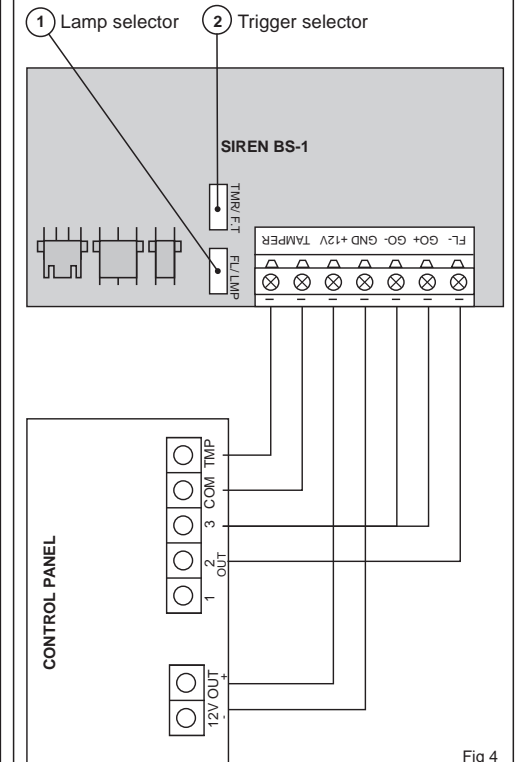 1 Lamp selector
2 Trigger selector
SIREN BS-1
TMR/ F.T
FL/ LMP
TAMPER +12V GND GO- GO+ FL-
CONTROL PANEL
TMP
COM
3
2
OUT
1
12V OUT
+
-
Fig 4